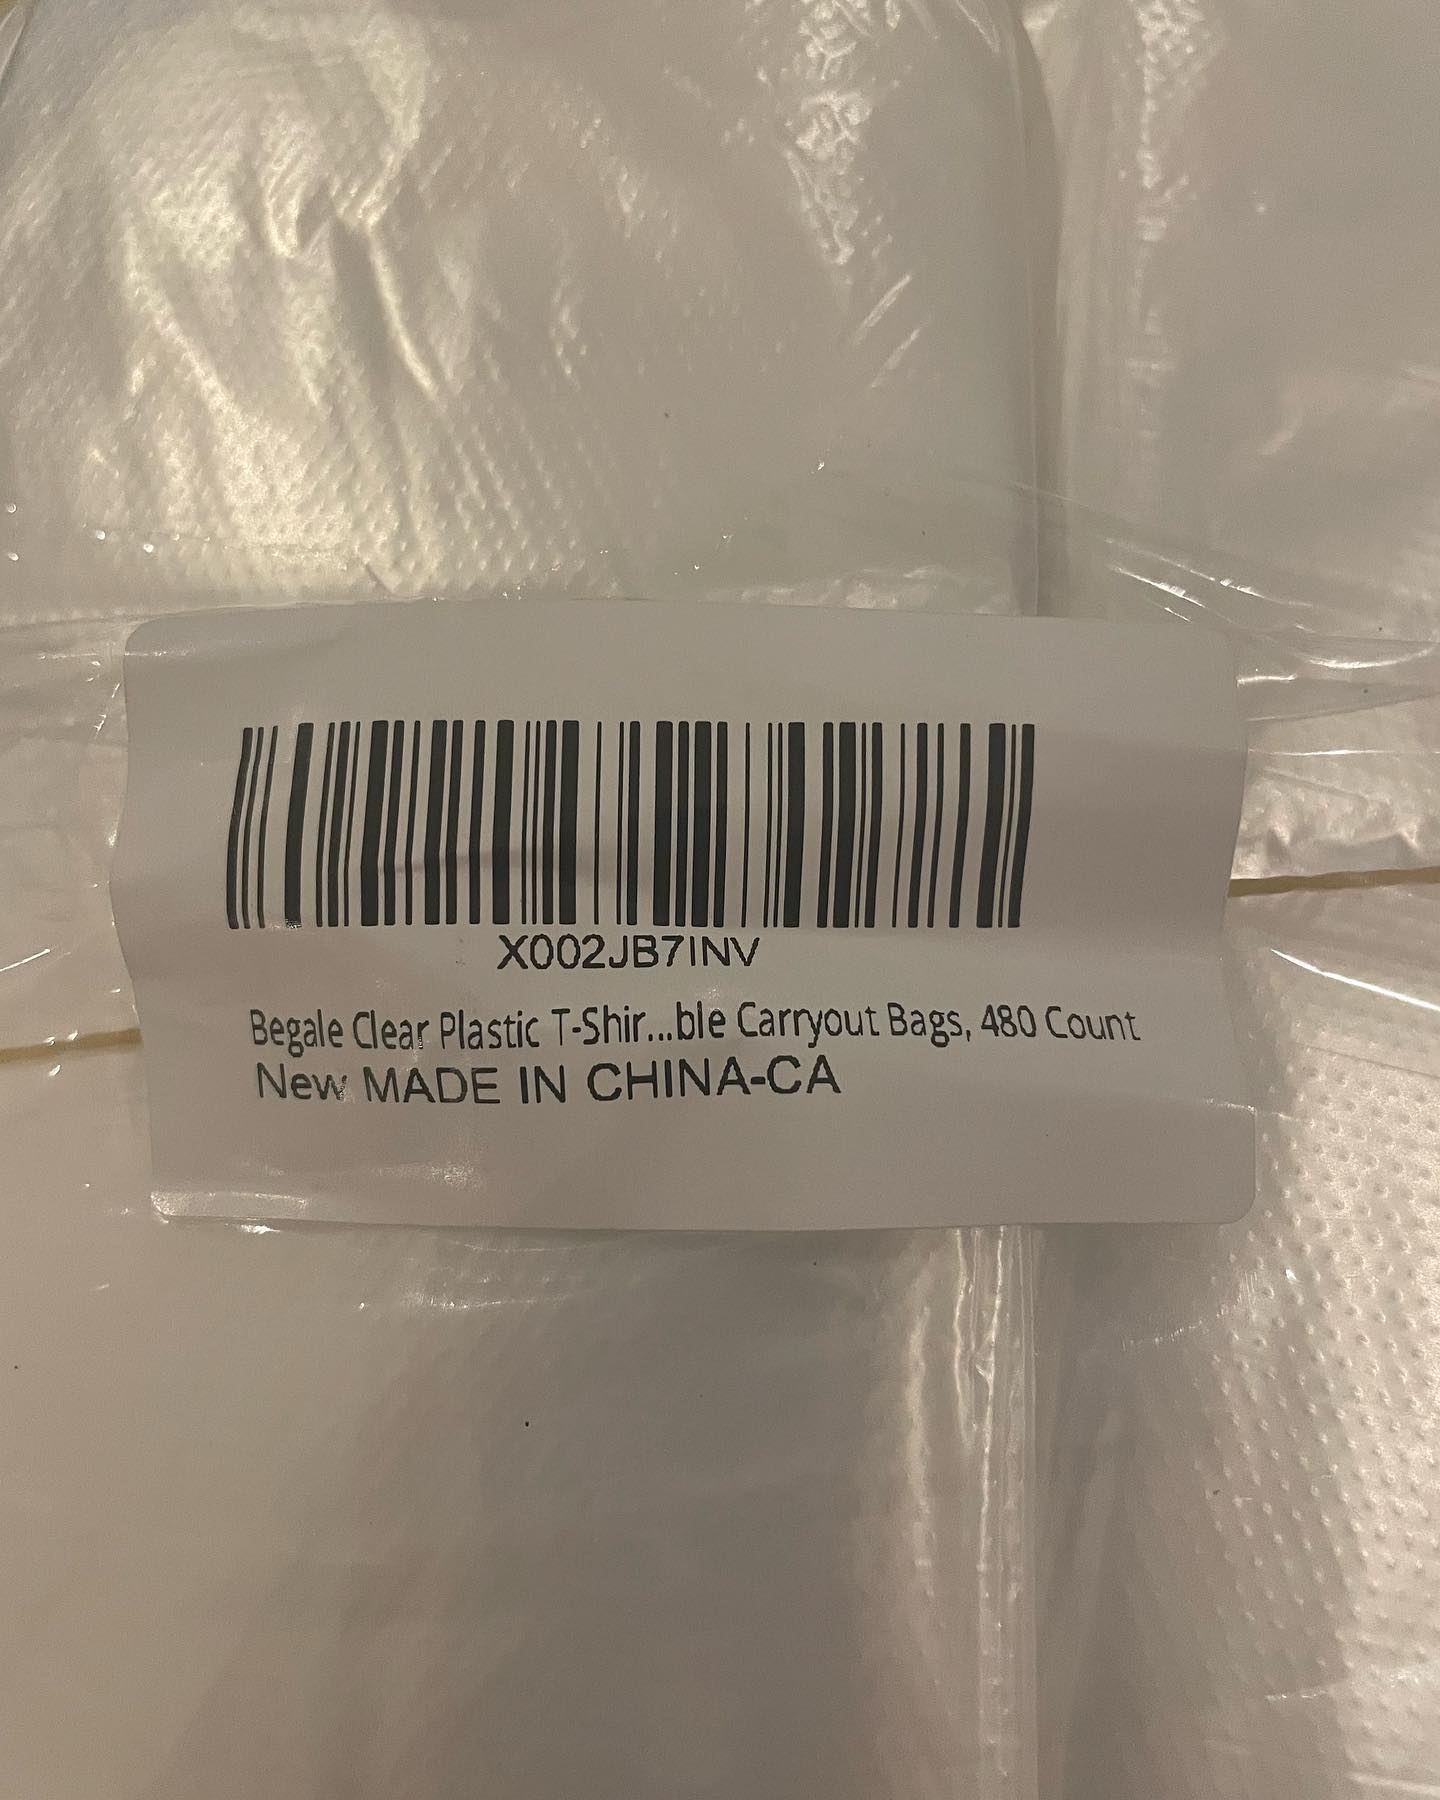 X002JB7INV
Begale Clear Plastic T-Shir...ble Carryout Bags, 480 Count
New MADE IN CHINA-CA